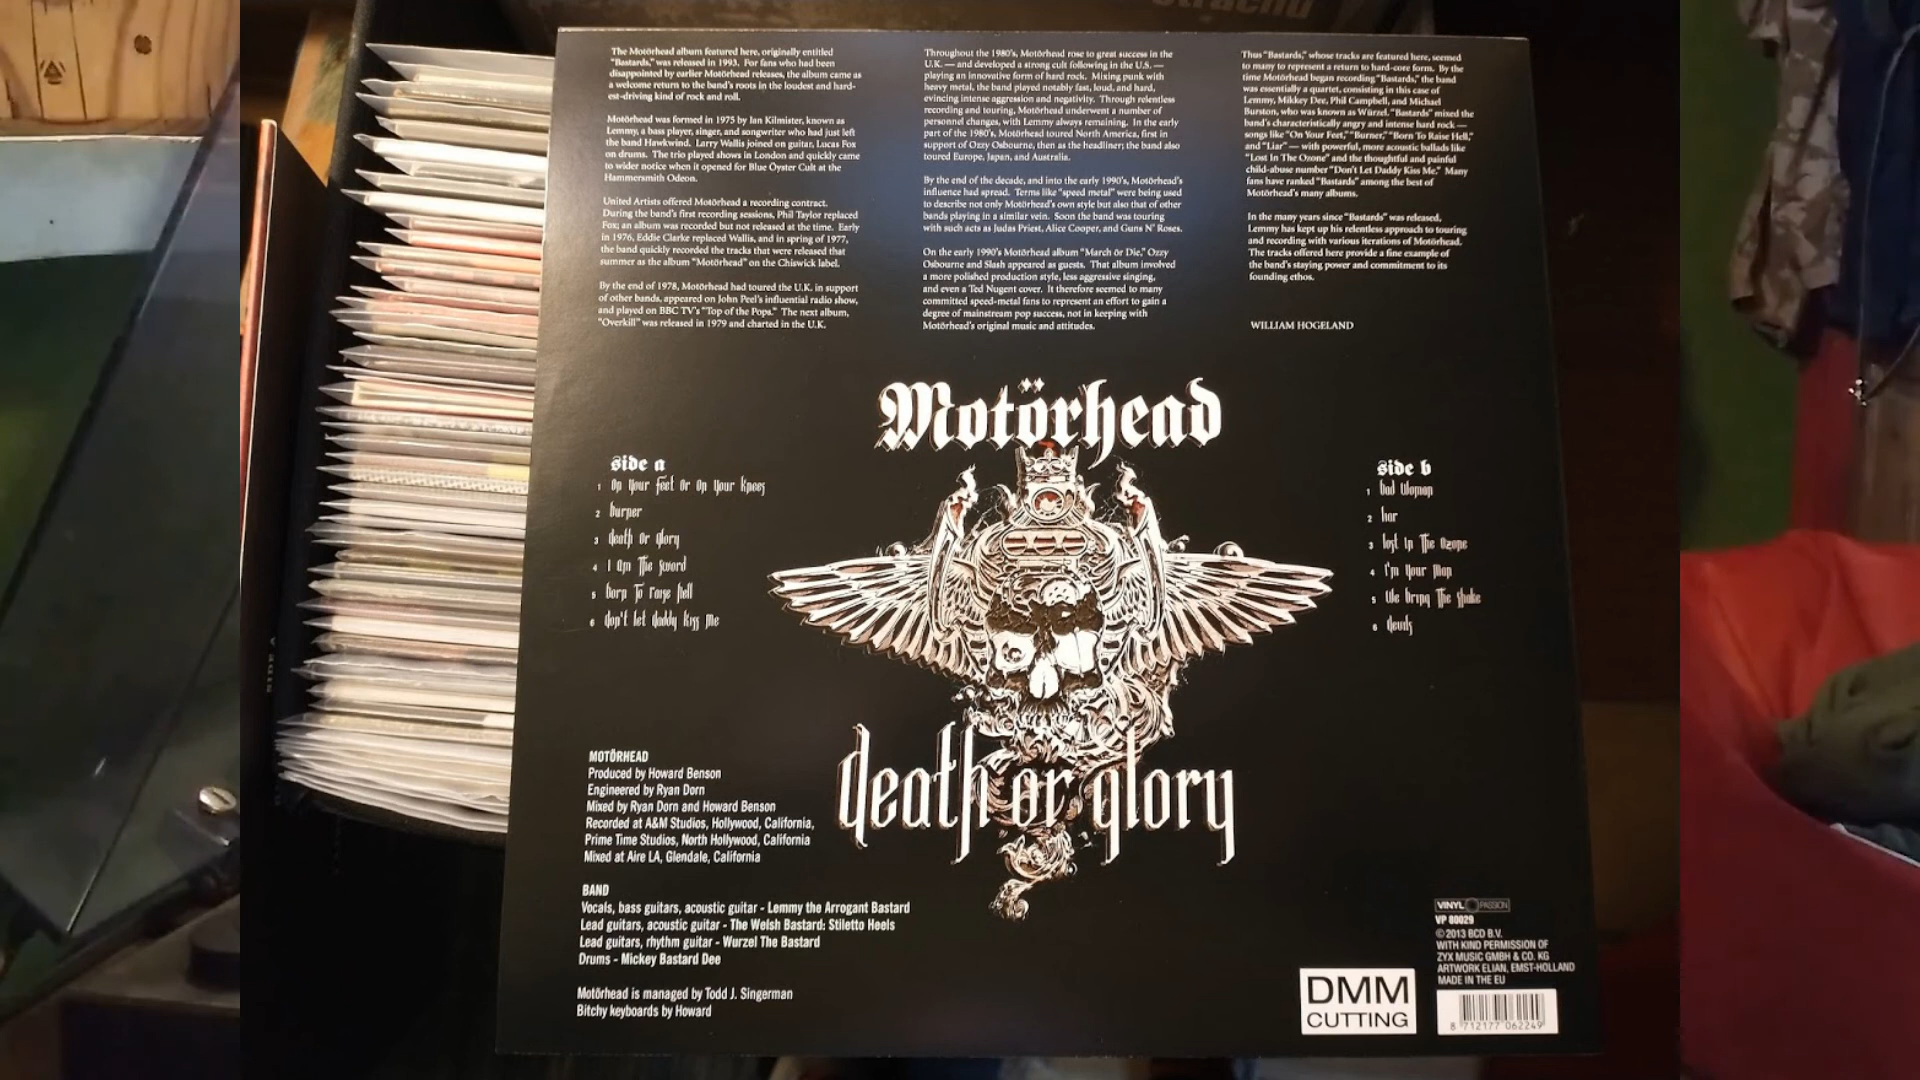 The Motörhead album featured here, originally entitled
"Bastards," was released in 1993. For fans who had been
disappointed by earlier Motörhead releases, the album came as
a welcome return to the band's roots in the loudest and hard-
est-driving kind of rock and roll.
Motörhead was formed in 1975 by Ian Kilmister, known as
Lemmy, a bass player, singer, and songwriter who had just left
the band Hawkwind. Larry Wallis joined on guitar, Lucas Fox
on drums. The trio played shows in London and quickly came
to wider notice when it opened for Blue Öyster Cult at the
Hammersmith Odeon.
United Artists offered Motörhead a recording contract.
During the band's first recording sessions, Phil Taylor replaced
Fox; an album was recorded but not released at the time. Early
in 1976, Eddie Clarke replaced Wallis, and in spring of 1977,
the band quickly recorded the tracks that were released that
summer as the album "Motörhead" on the Chiswick label.
By the end of 1978, Motörhead had toured the U.K. in support
of other bands, appeared on John Peel's influential radio show,
and played on BBC TV's "Top of the Pops." The next album,
"Overkill" was released in 1979 and charted in the U.K.
Throughout the 1980's, Motörhead rose to great success in the
U.K. — and developed a strong cult following in the U.S. —
playing an innovative form of hard rock. Mixing punk with
heavy metal, the band played notably fast, loud, and hard,
evincing intense aggression and negativity. Through relentless
recording and touring, Motörhead underwent a number of
personnel changes, with Lemmy always remaining. In the early
part of the 1980's, Motörhead toured North America, first in
support of Ozzy Osbourne, then as the headliner; the band also
toured Europe, Japan, and Australia.
By the end of the decade, and into the early 1990's, Motörhead's
influence had spread. Terms like "speed metal" were being used
to describe not only Motörhead's own style but also that of other
bands playing in a similar vein. Soon the band was touring
with such acts as Judas Priest, Alice Cooper, and Guns N' Roses.
On the early 1990's Motörhead album "March ör Die," Ozzy
Osbourne and Slash appeared as guests. That album involved
a more polished production style, less aggressive singing,
and even a Ted Nugent cover. It therefore seemed to many
committed speed-metal fans to represent an effort to gain a
degree of mainstream pop success, not in keeping with
Motörhead's original music and attitudes.
Thus "Bastards," whose tracks are featured here, seemed
to many to represent a return to hard-core form. By the
time Motörhead began recording "Bastards," the band
was essentially a quartet, consisting in this case of
Lemmy, Mikkey Dee, Phil Campbell, and Michael
Burston, who was known as Würzel. "Bastards" mixed the
band's characteristically angry and intense hard rock —
songs like "On Your Feet," "Burner," "Born To Raise Hell,"
and "Liar" — with powerful, more acoustic ballads like
"Lost In The Ozone" and the thoughtful and painful
child-abuse number "Don't Let Daddy Kiss Me." Many
fans have ranked "Bastards" among the best of
Motörhead's many albums.
In the many years since "Bastards" was released,
Lemmy has kept up his relentless approach to touring
and recording with various iterations of Motörhead.
The tracks offered here provide a fine example of
the band's staying power and commitment to its
founding ethos.
WILLIAM HOGELAND
Motörhead
side a
1 On Your Feet Or On Your Knees
2 Burner
3 Death Or Glory
4 I Am The Sword
5 Born To Raise Hell
6 Don't Let Daddy Kiss Me
side b
1 Bad Woman
2 liar
3 Lost In The Ozone
4 I'm Your Man
5 We Bring The Shake
6 Devils
death or glory
MOTÖRHEAD
Produced by Howard Benson
Engineered by Ryan Dorn
Mixed by Ryan Dorn and Howard Benson
Recorded at A&M Studios, Hollywood, California,
Prime Time Studios, North Hollywood, California
Mixed at Aire LA, Glendale, California
BAND
Vocals, bass guitars, acoustic guitar - Lemmy the Arrogant Bastard
Lead guitars, acoustic guitar - The Welsh Bastard: Stiletto Heels
Lead guitars, rhythm guitar - Wurzel The Bastard
Drums - Mickey Bastard Dee
Motörhead is managed by Todd J. Singerman
Bitchy keyboards by Howard
DMM
CUTTING
VINYL PASSION
VP 80029
© 2013 BCD B.V.
WITH KIND PERMISSION OF
ZYX MUSIC GMBH & CO. KG
ARTWORK ELIAN, EMST-HOLLAND
MADE IN THE EU
8 712177 062249
SIDE A